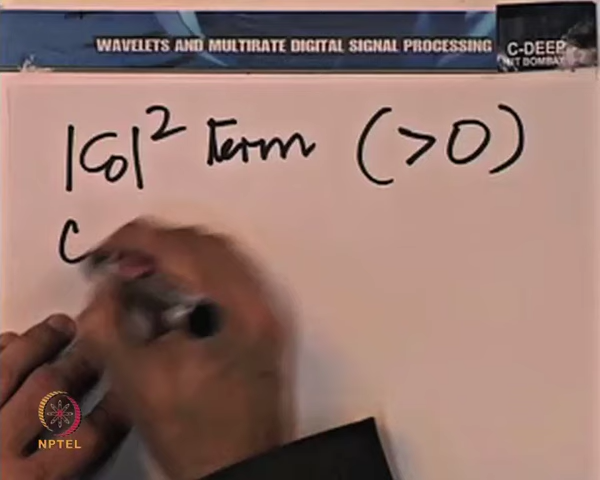 WAVELETS AND MULTIRATE DIGITAL SIGNAL PROCESSING
C-DEEP
IIT BOMBAY
|C₀|² Term (>0)
C
NPTEL